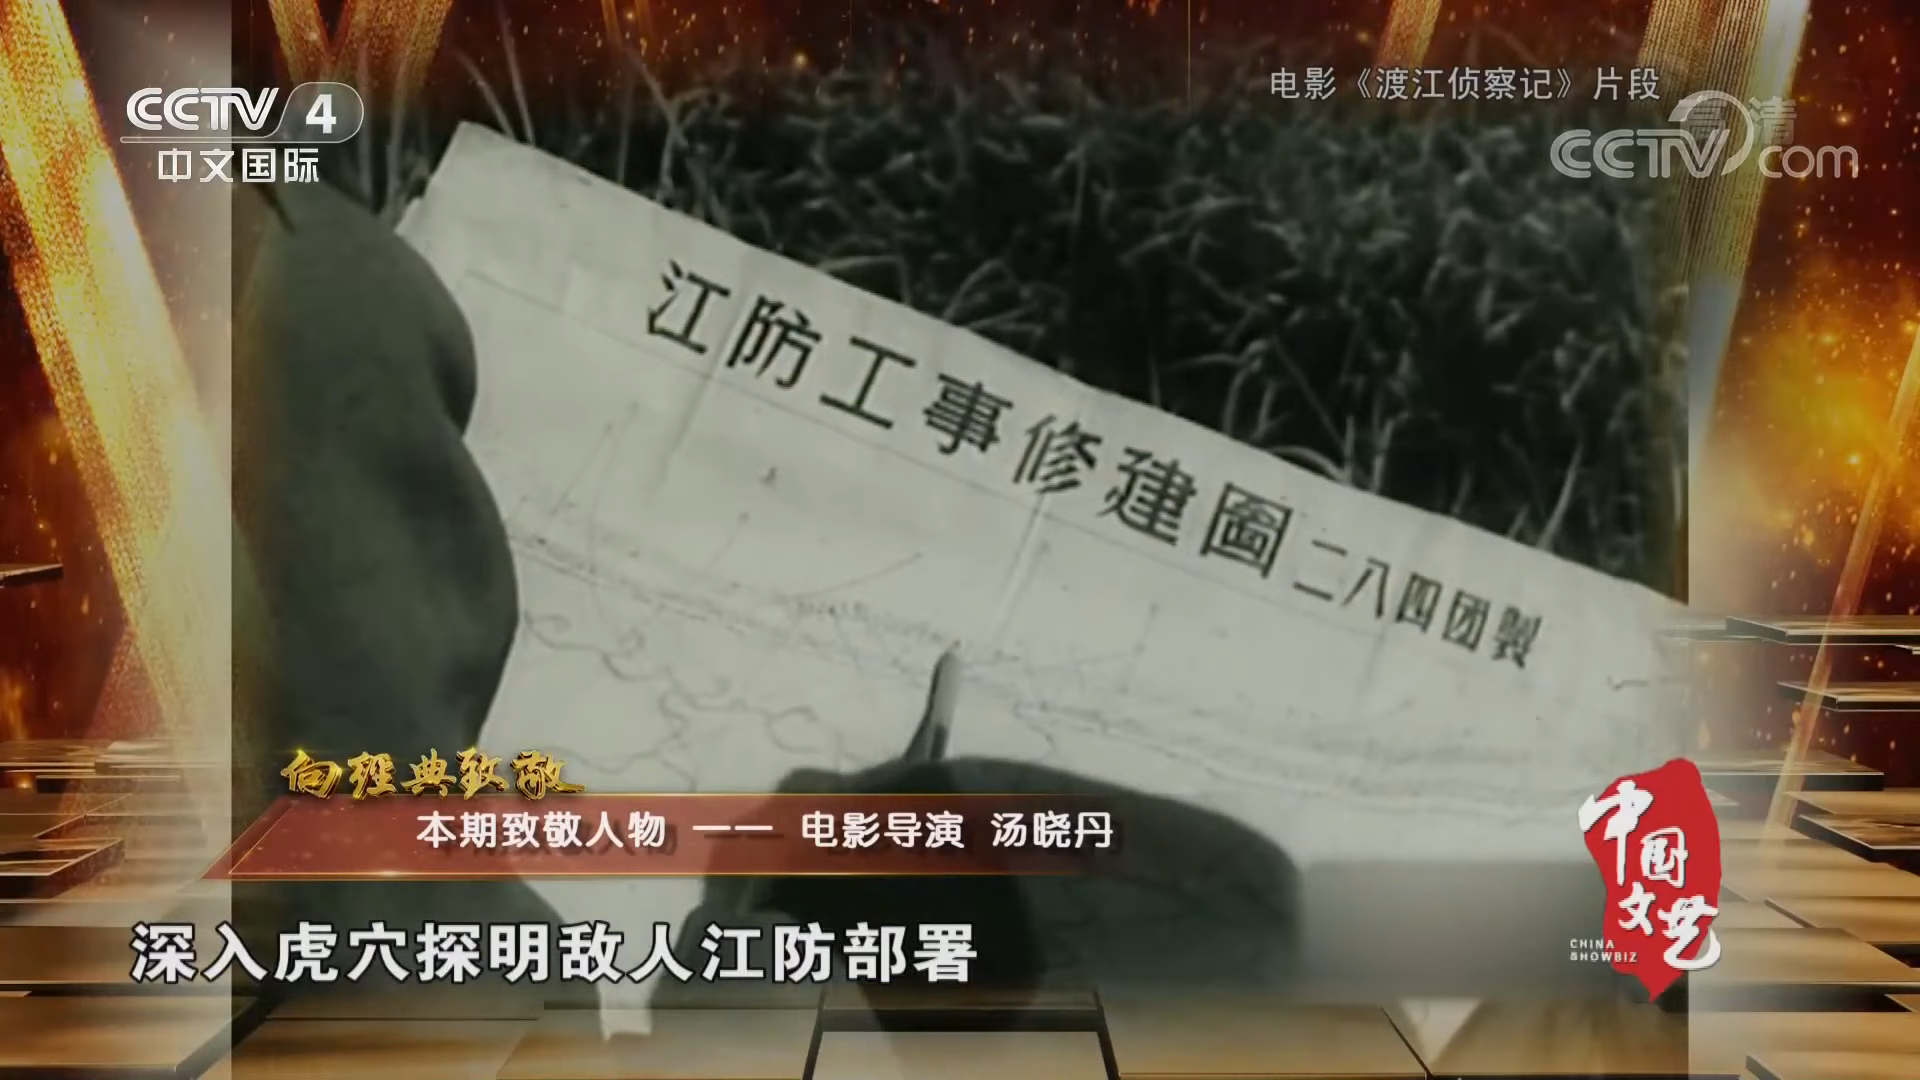 电影《渡江侦察记》片段
CCTV 4
中文国际
高清
CCTV com
江防工事修建圖 二八四团製
向经典致敬
本期致敬人物 —— 电影导演 汤晓丹
深入虎穴探明敌人江防部署
中国文艺
CHINA
SHOWBIZ